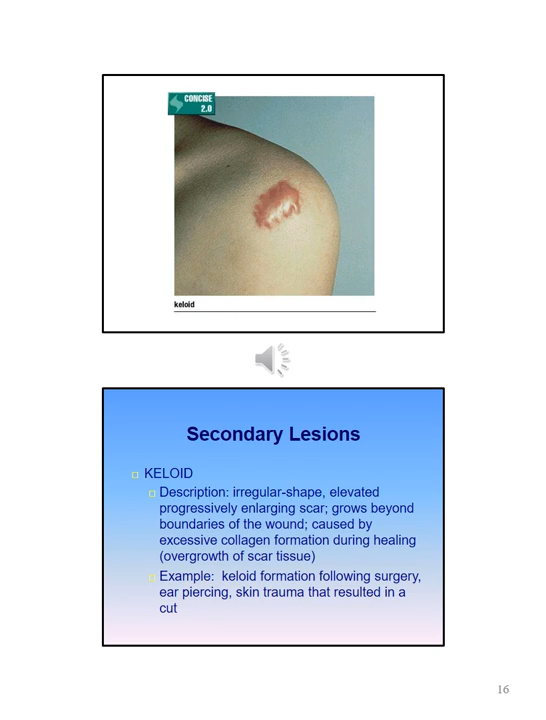 CONCISE
2.0
keloid
Secondary Lesions
KELOID
Description: irregular-shape, elevated
progressively enlarging scar; grows beyond
boundaries of the wound; caused by
excessive collagen formation during healing
(overgrowth of scar tissue)
Example:  keloid formation following surgery,
ear piercing, skin trauma that resulted in a
cut
16